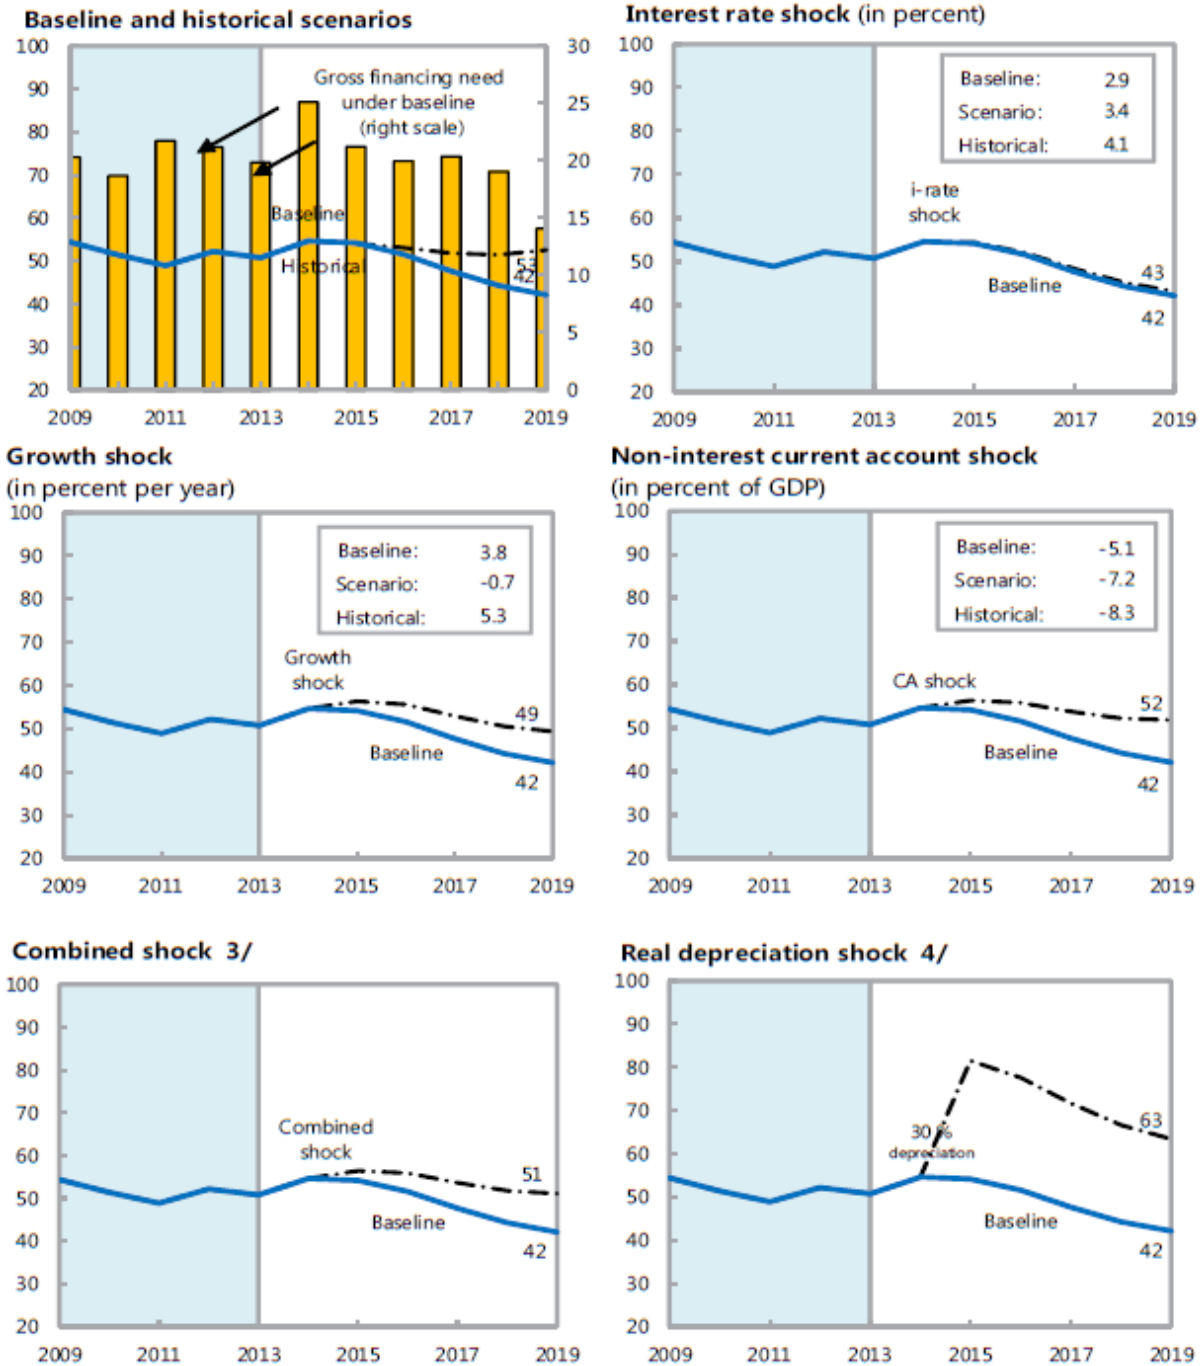 Baseline and historical scenarios
100
90
80
70
60
50
40
30
20
30
25
20
15
10
5
0
Gross financing need
under baseline
(right scale)
Baseline
Historical
53
42
2009 2011 2013 2015 2017 2019
Interest rate shock (in percent)
100
90
80
70
60
50
40
30
20
Baseline: 2.9
Scenario: 3.4
Historical: 4.1
i-rate
shock
43
Baseline
42
2009 2011 2013 2015 2017 2019
Growth shock
(in percent per year)
100
90
80
70
60
50
40
30
20
Baseline: 3.8
Scenario: -0.7
Historical: 5.3
Growth
shock
49
Baseline
42
2009 2011 2013 2015 2017 2019
Non-interest current account shock
(in percent of GDP)
100
90
80
70
60
50
40
30
20
Baseline: -5.1
Scenario: -7.2
Historical: -8.3
CA shock
52
Baseline
42
2009 2011 2013 2015 2017 2019
Combined shock 3/
100
90
80
70
60
50
40
30
20
Combined
shock
51
Baseline
42
2009 2011 2013 2015 2017 2019
Real depreciation shock 4/
100
90
80
70
60
50
40
30
20
30 %
depreciation
63
Baseline
42
2009 2011 2013 2015 2017 2019